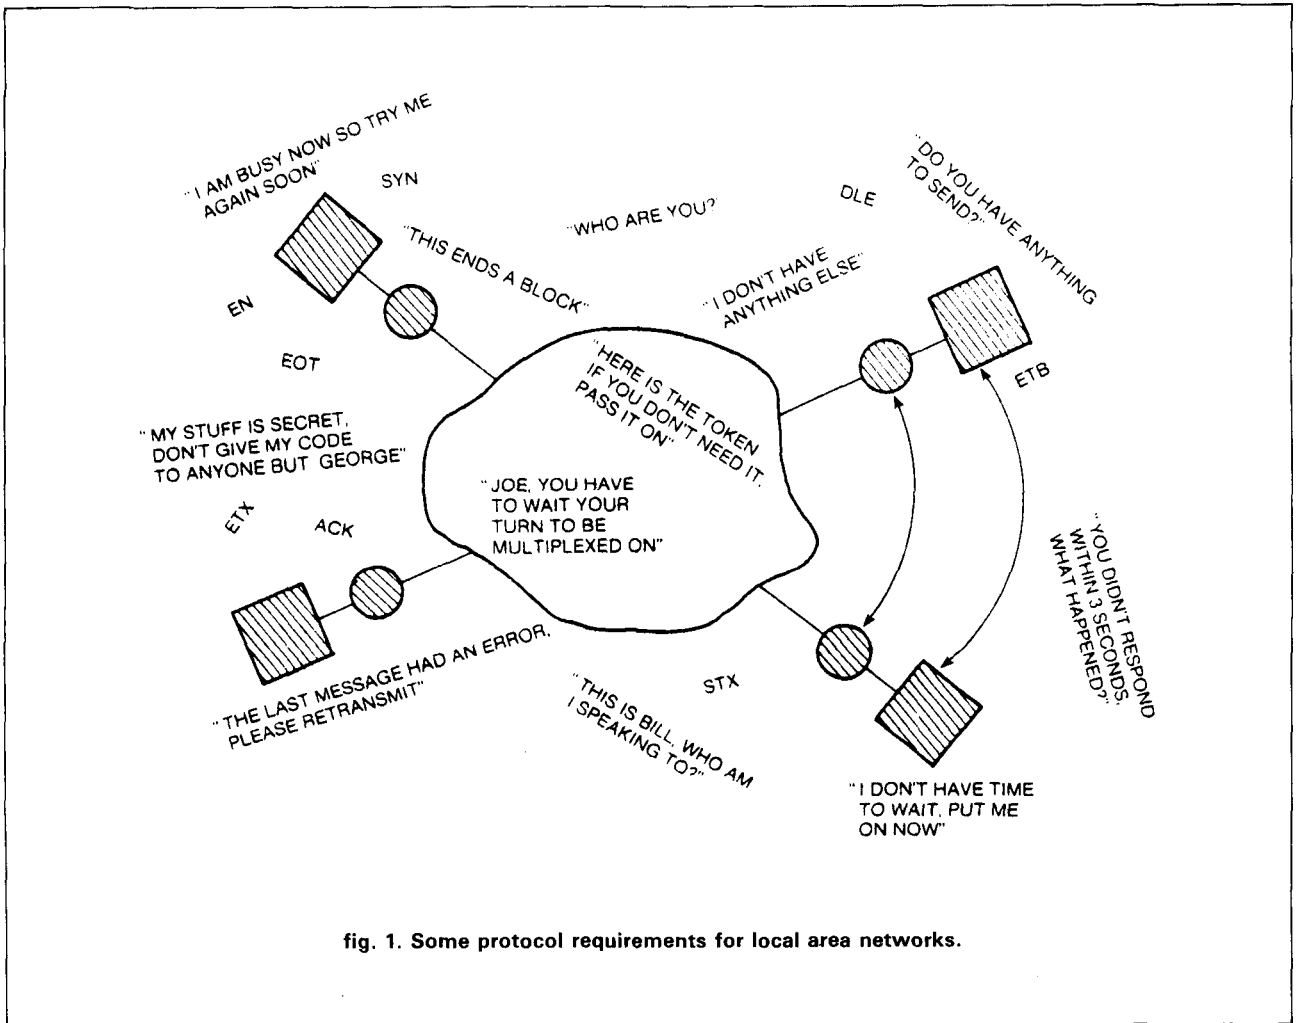 "I AM BUSY NOW SO TRY ME
AGAIN SOON"
SYN
"WHO ARE YOU?"
DLE
"DO YOU HAVE ANYTHING
TO SEND?"
"THIS ENDS A BLOCK"
"I DON'T HAVE
ANYTHING ELSE"
EN
EOT
ETB
"HERE IS THE TOKEN
IF YOU DON'T NEED IT,
PASS IT ON"
"MY STUFF IS SECRET,
DON'T GIVE MY CODE
TO ANYONE BUT GEORGE"
"JOE, YOU HAVE
TO WAIT YOUR
TURN TO BE
MULTIPLEXED ON"
ETX
ACK
"YOU DIDN'T RESPOND
WITHIN 3 SECONDS,
WHAT HAPPENED?"
"THE LAST MESSAGE HAD AN ERROR,
PLEASE RETRANSMIT"
"THIS IS BILL, WHO AM
I SPEAKING TO?"
STX
"I DON'T HAVE TIME
TO WAIT, PUT ME
ON NOW"
fig. 1. Some protocol requirements for local area networks.